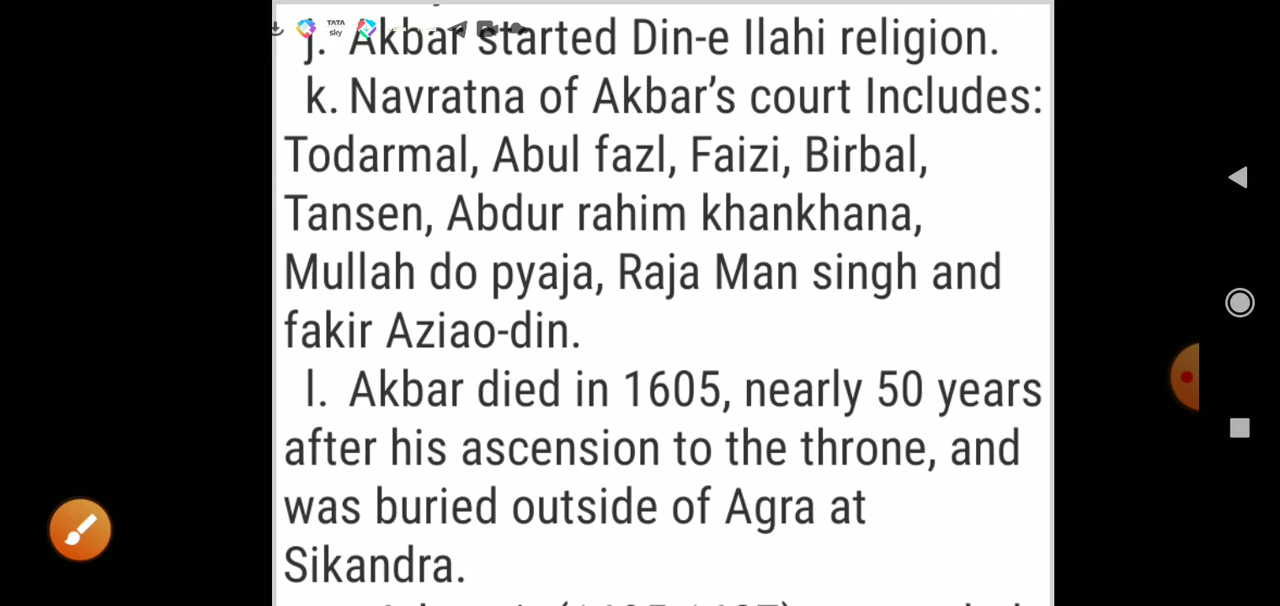 TATA
sky
j. Akbar started Din-e Ilahi religion.
k. Navratna of Akbar’s court Includes:
Todarmal, Abul fazl, Faizi, Birbal,
Tansen, Abdur rahim khankhana,
Mullah do pyaja, Raja Man singh and
fakir Aziao-din.
l. Akbar died in 1605, nearly 50 years
after his ascension to the throne, and
was buried outside of Agra at
Sikandra.